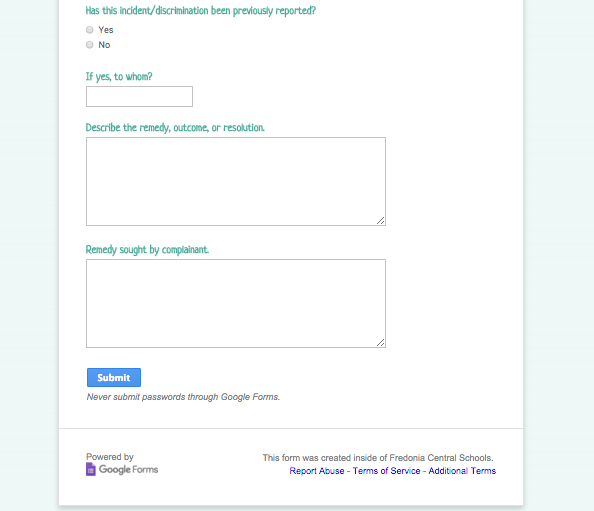 Has this incident/discrimination been previously reported?
Yes
No
If yes, to whom?
Describe the remedy, outcome, or resolution.
Remedy sought by complainant.
Submit
Never submit passwords through Google Forms.
Powered by
Google Forms
This form was created inside of Fredonia Central Schools.
Report Abuse - Terms of Service - Additional Terms